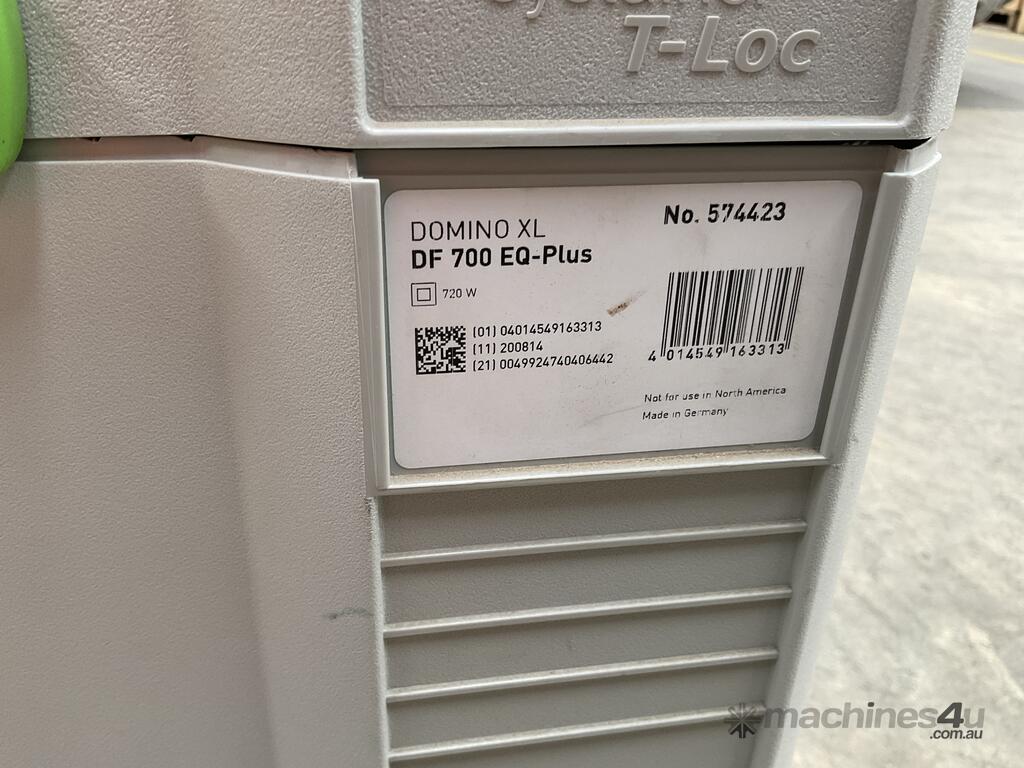 Systainer
T-Loc
DOMINO XL
DF 700 EQ-Plus
No. 574423
720 W
(01) 04014549163313
(11) 200814
(21) 0049924740406442
4 014549 163313
Not for use in North America
Made in Germany
machines4u
.com.au